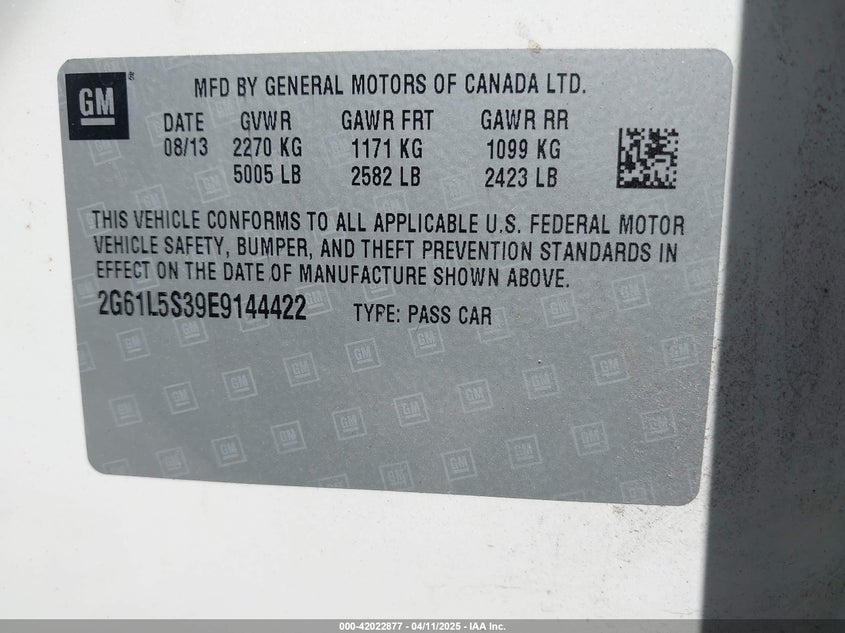 GM
MFD BY GENERAL MOTORS OF CANADA LTD.
DATE GVWR GAWR FRT GAWR RR
08/13 2270 KG 1171 KG 1099 KG
5005 LB 2582 LB 2423 LB
THIS VEHICLE CONFORMS TO ALL APPLICABLE U.S. FEDERAL MOTOR
VEHICLE SAFETY, BUMPER, AND THEFT PREVENTION STANDARDS IN
EFFECT ON THE DATE OF MANUFACTURE SHOWN ABOVE.
2G61L5S39E9144422 TYPE: PASS CAR
000-42022877 - 04/11/2025 - IAA Inc.